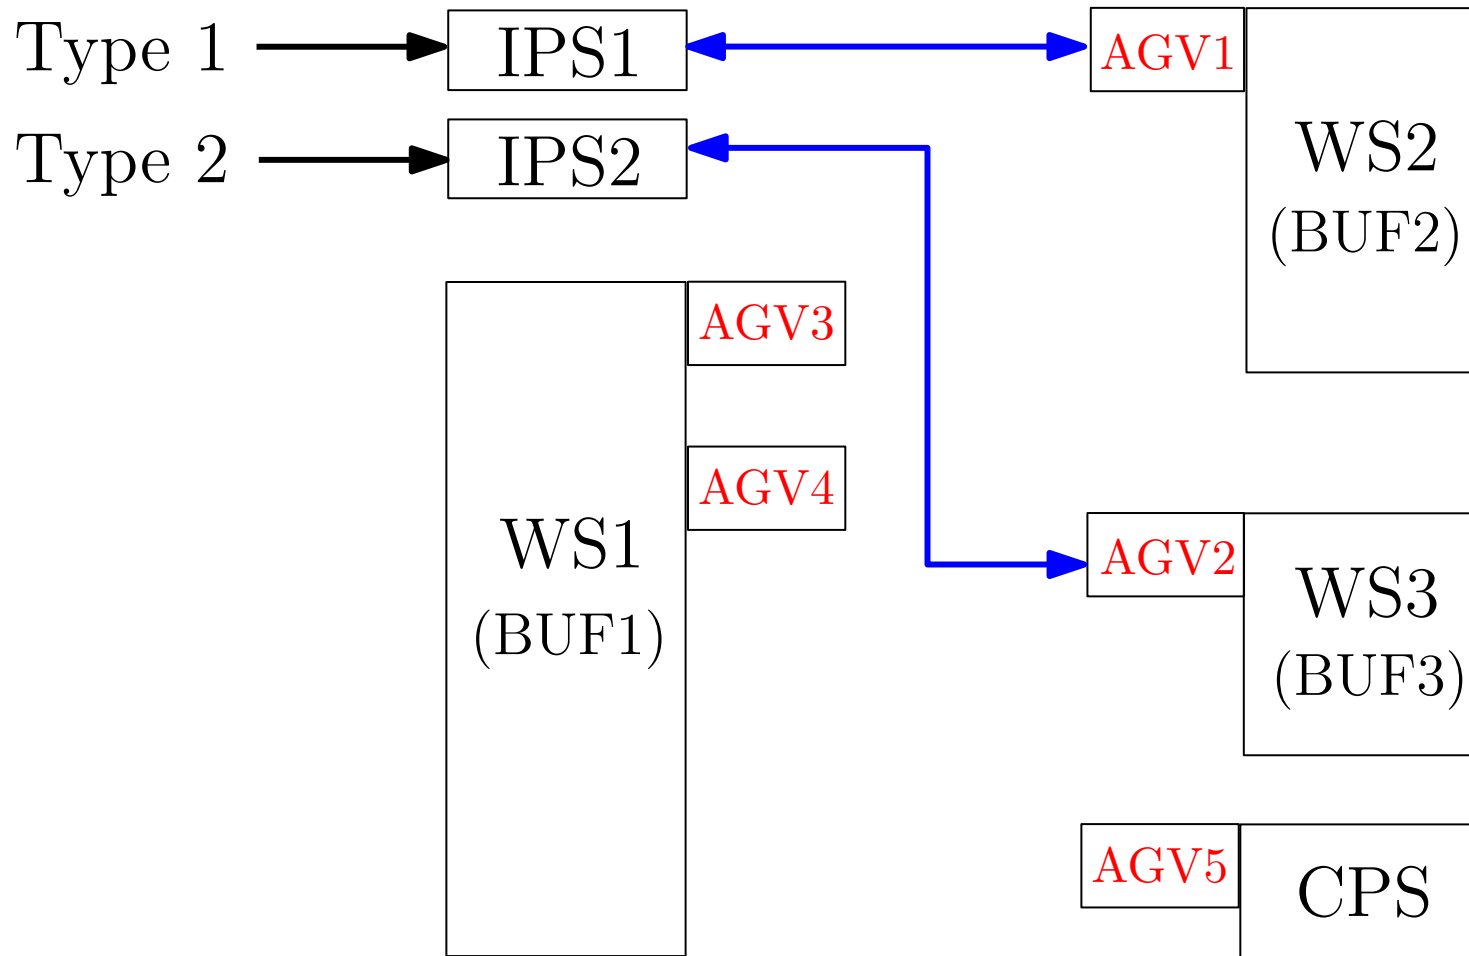 Type 1
IPS1
AGV1
Type 2
IPS2
WS2
(BUF2)
AGV3
AGV4
WS1
(BUF1)
AGV2
WS3
(BUF3)
AGV5
CPS